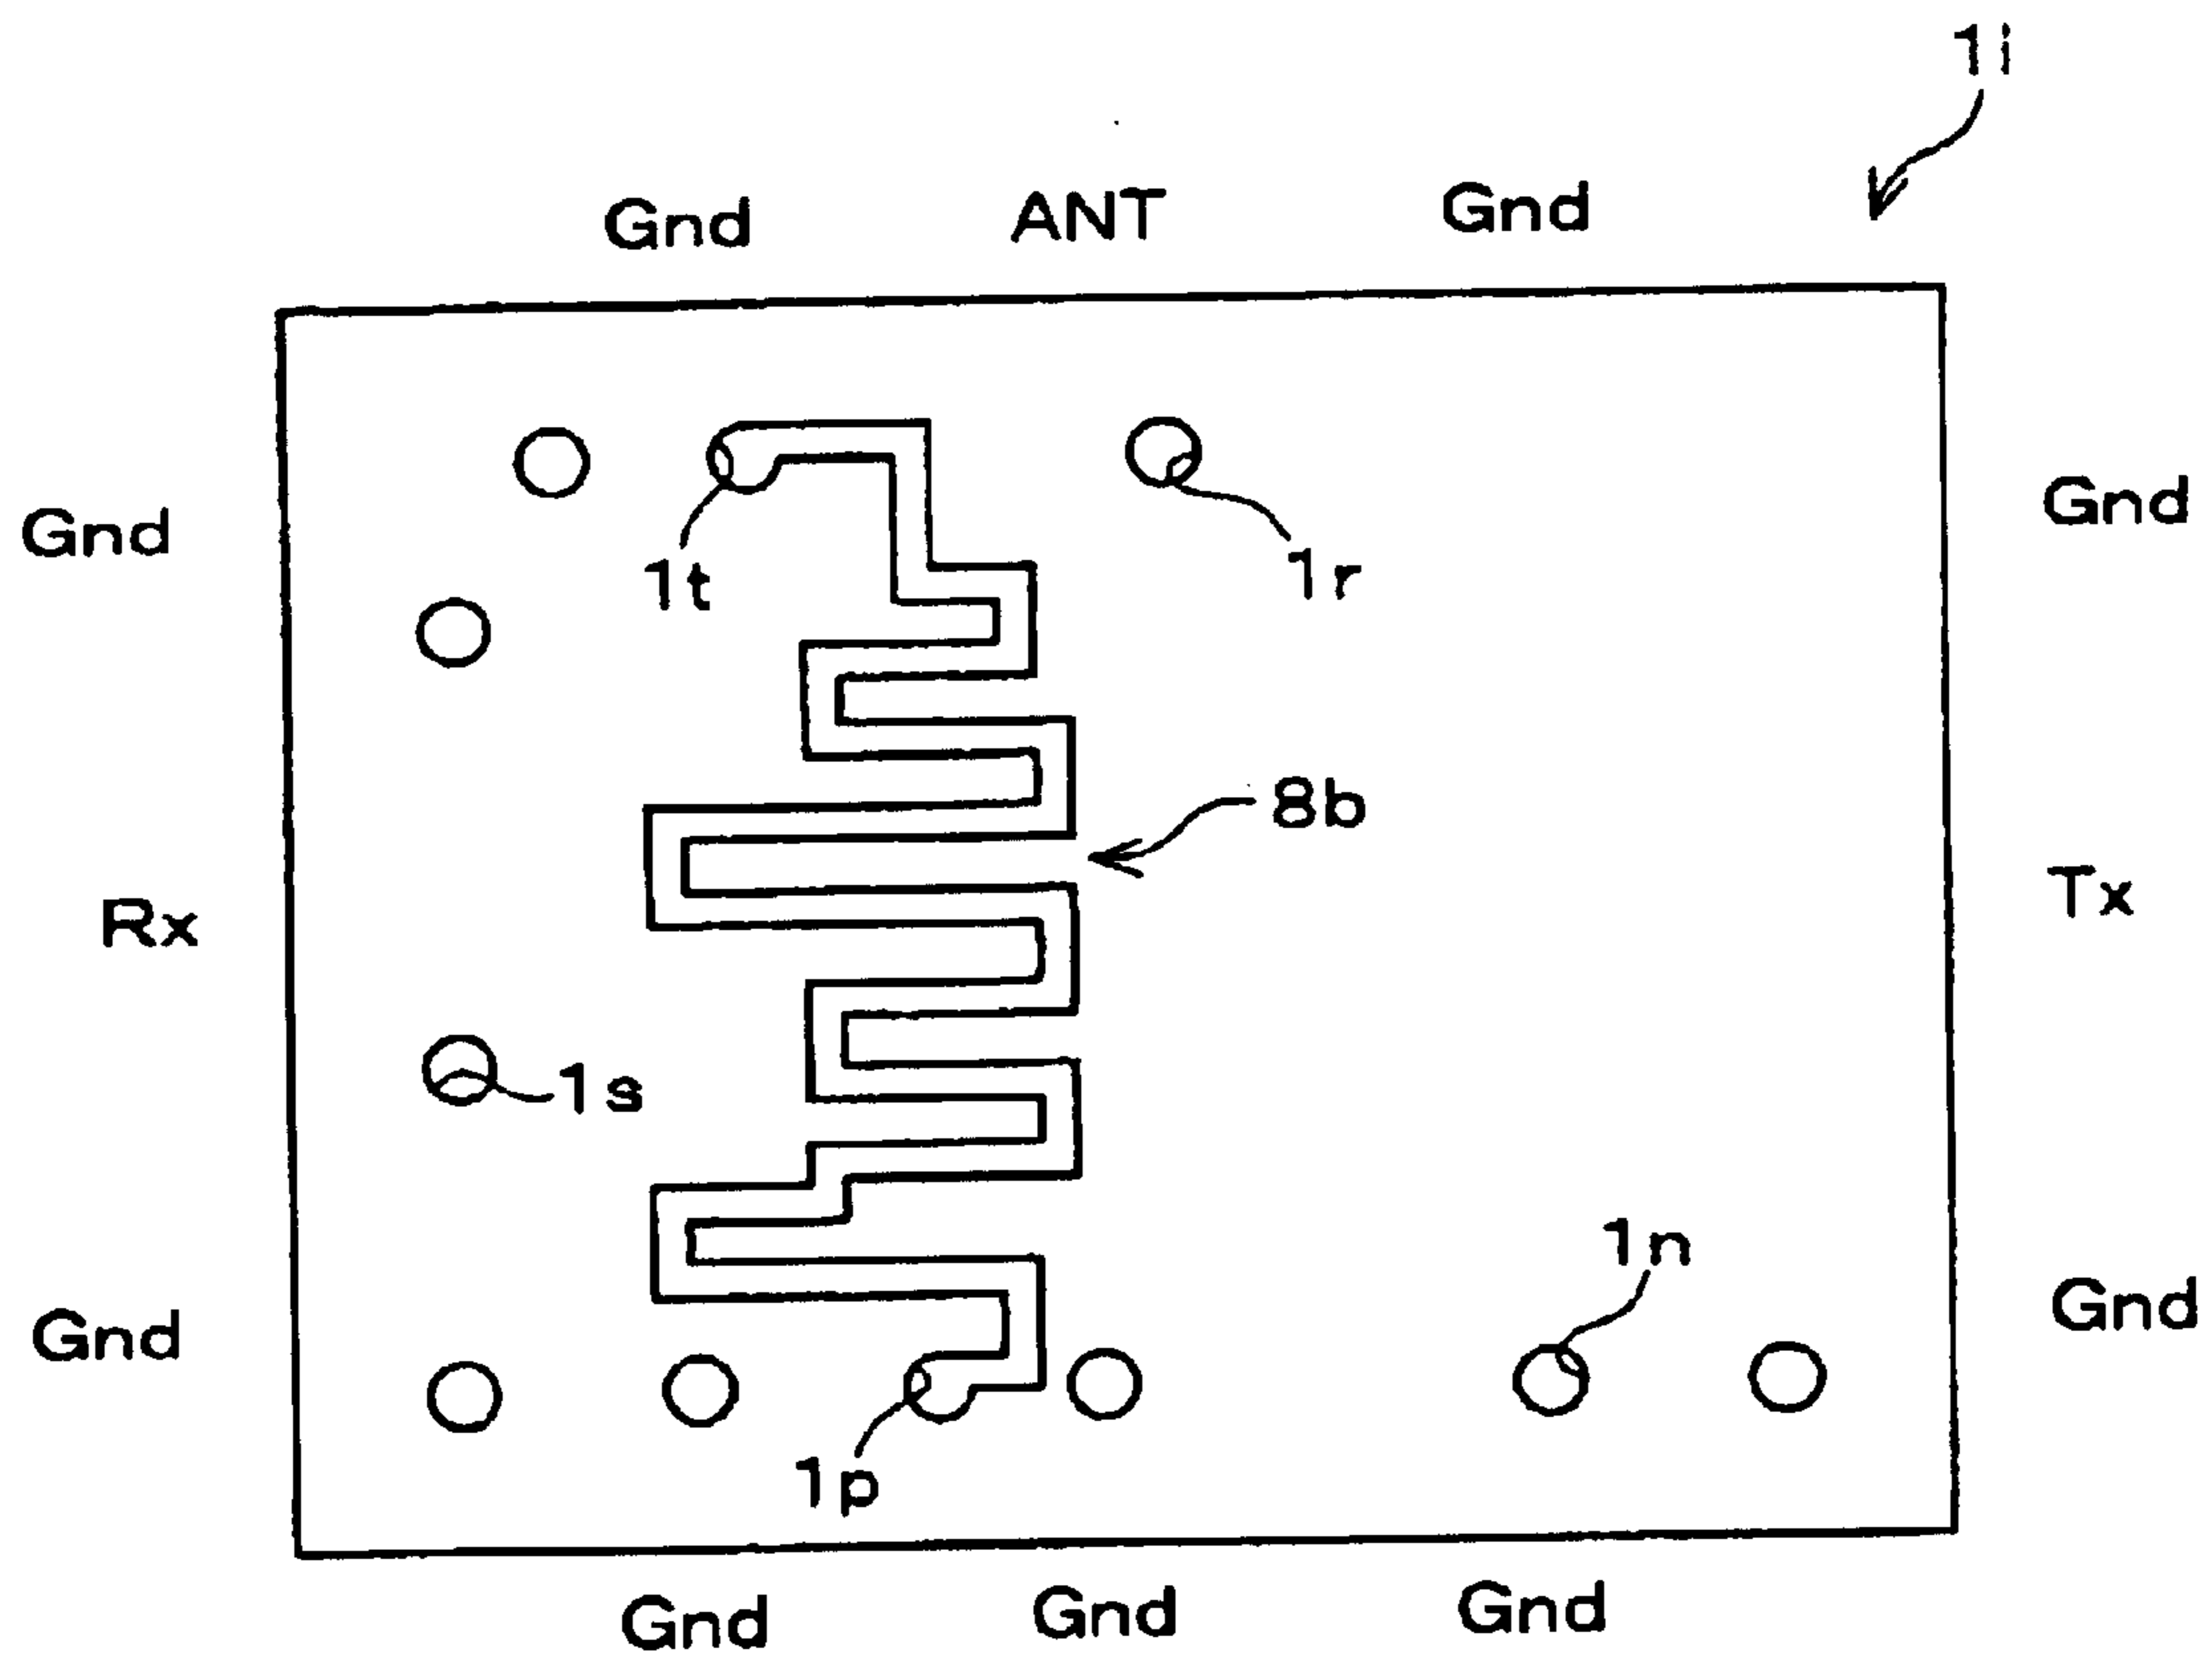 1i
Gnd ANT Gnd
Gnd Gnd
1t 1r
8b
Rx Tx
1s
1n
Gnd Gnd
1p
Gnd Gnd Gnd